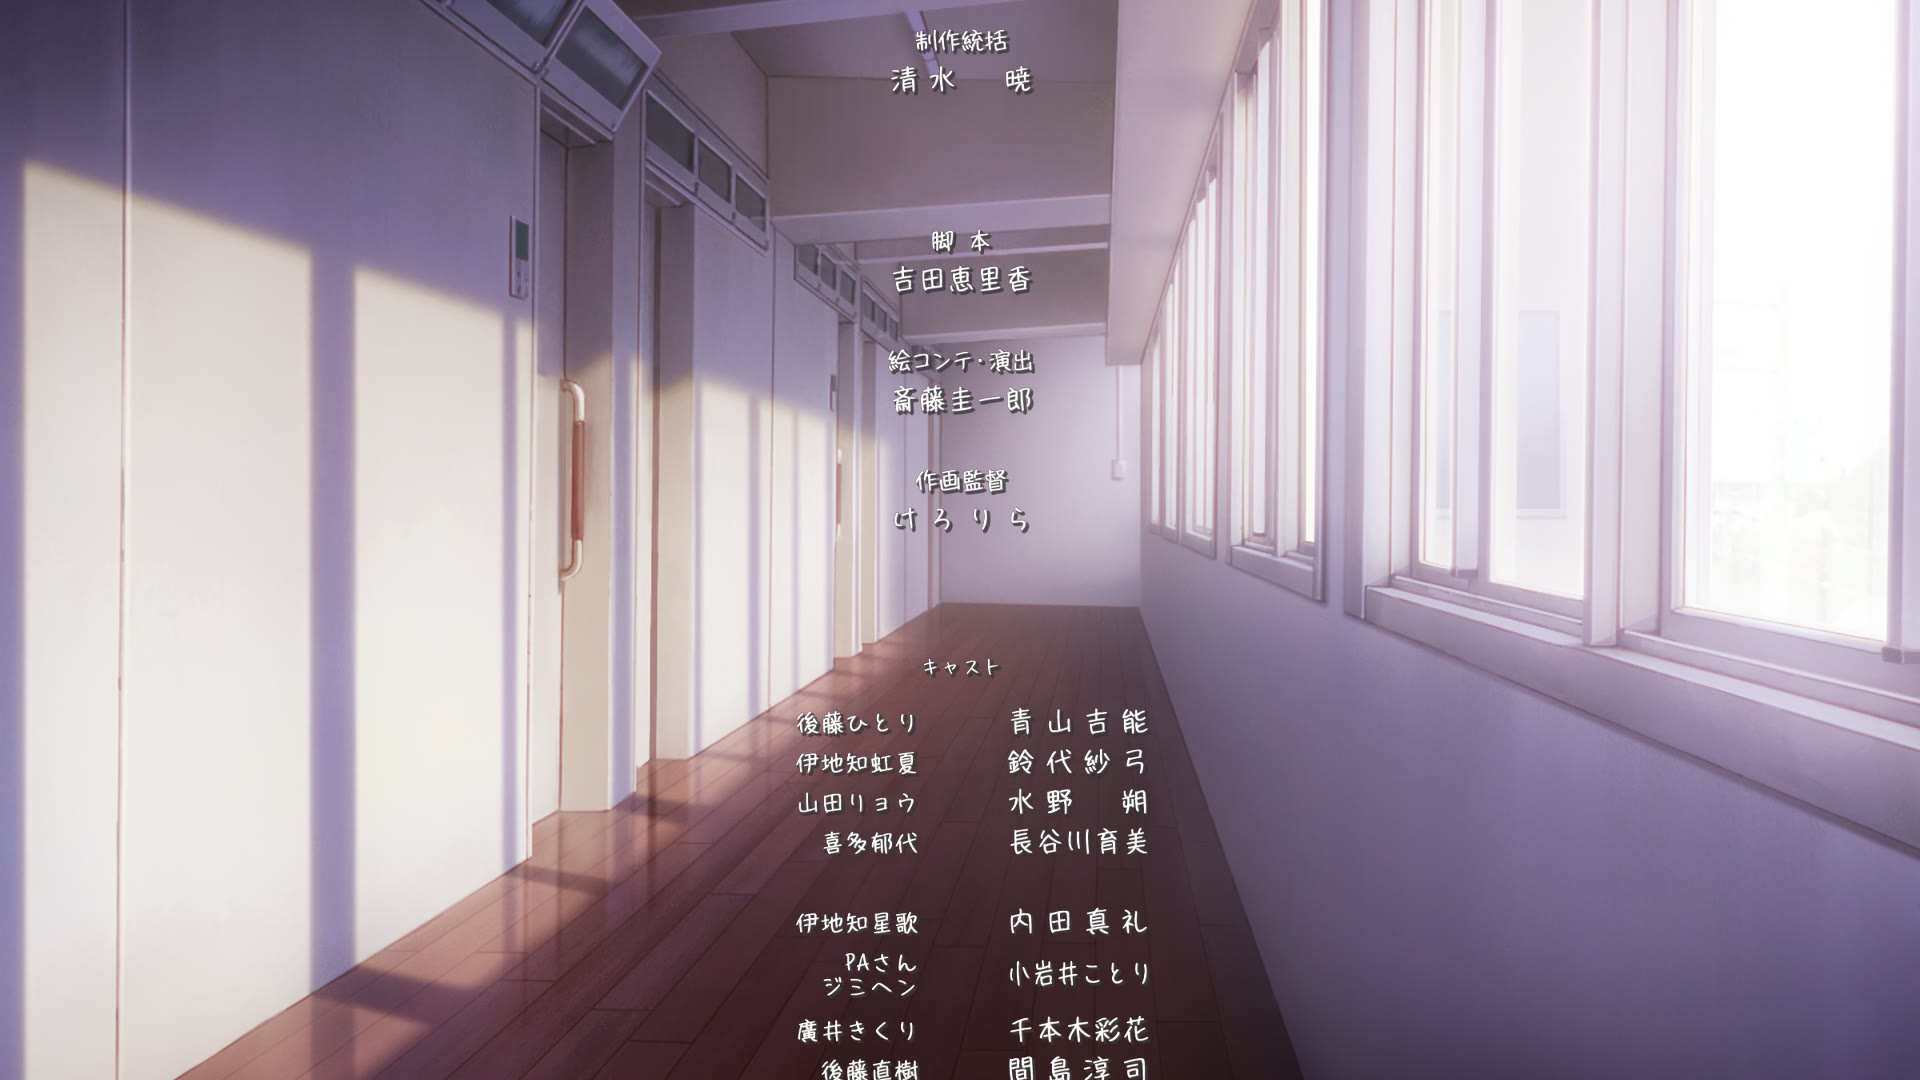 制作統括
清水　暁
脚本
吉田恵里香
絵コンテ・演出
斎藤圭一郎
作画監督
けろりら
キャスト
後藤ひとり　青山吉能
伊地知虹夏　鈴代紗弓
山田リョウ　水野　朔
喜多郁代　長谷川育美
伊地知星歌　内田真礼
PAさん
ジミヘン　小岩井ことり
廣井きくり　千本木彩花
後藤直樹　間島淳司